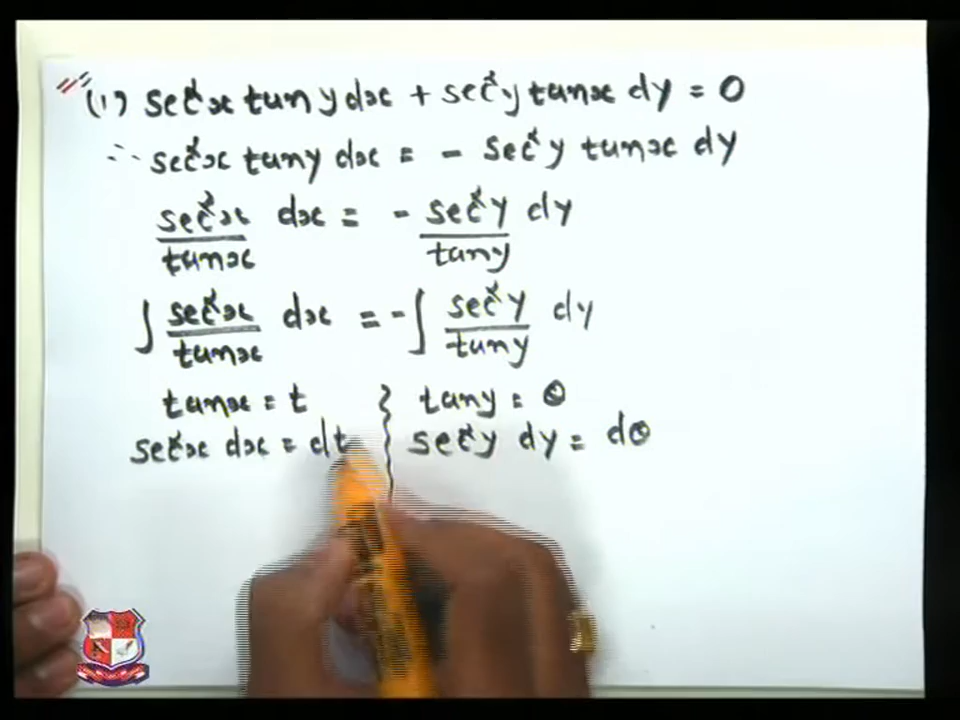 (1) sec²x tany dx + sec²y tanx dy = 0
∴ sec²x tany dx = - sec²y tanx dy
sec²x/tanx dx = - sec²y/tany dy
∫ sec²x/tanx dx = - ∫ sec²y/tany dy
tanx = t } tany = θ
sec²x dx = dt } sec²y dy = dθ